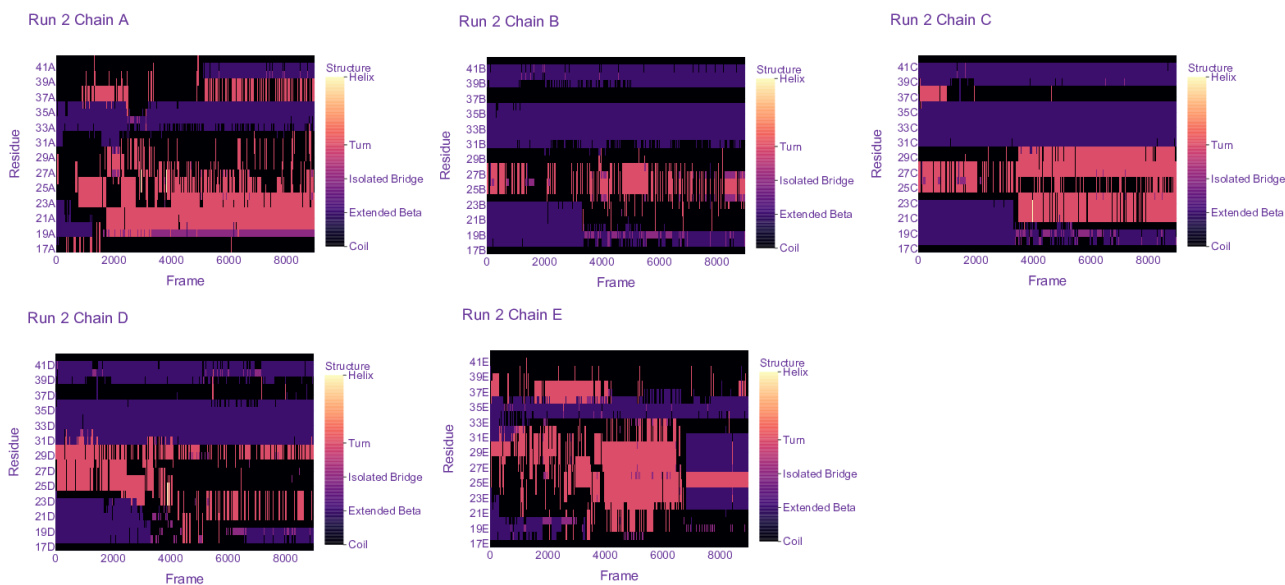 Run 2 Chain A
Run 2 Chain B
Run 2 Chain C
41A
39A
37A
35A
33A
31A
29A
27A
25A
23A
21A
19A
17A
Residue
0 2000 4000 6000 8000
Frame
Structure
Helix
Turn
Isolated Bridge
Extended Beta
Coil
41B
39B
37B
35B
33B
31B
29B
27B
25B
23B
21B
19B
17B
Residue
0 2000 4000 6000 8000
Frame
Structure
Helix
Turn
Isolated Bridge
Extended Beta
Coil
41C
39C
37C
35C
33C
31C
29C
27C
25C
23C
21C
19C
17C
Residue
0 2000 4000 6000 8000
Frame
Structure
Helix
Turn
Isolated Bridge
Extended Beta
Coil
Run 2 Chain D
Run 2 Chain E
41D
39D
37D
35D
33D
31D
29D
27D
25D
23D
21D
19D
17D
Residue
0 2000 4000 6000 8000
Frame
Structure
Helix
Turn
Isolated Bridge
Extended Beta
Coil
41E
39E
37E
35E
33E
31E
29E
27E
25E
23E
21E
19E
17E
Residue
0 2000 4000 6000 8000
Frame
Structure
Helix
Turn
Isolated Bridge
Extended Beta
Coil